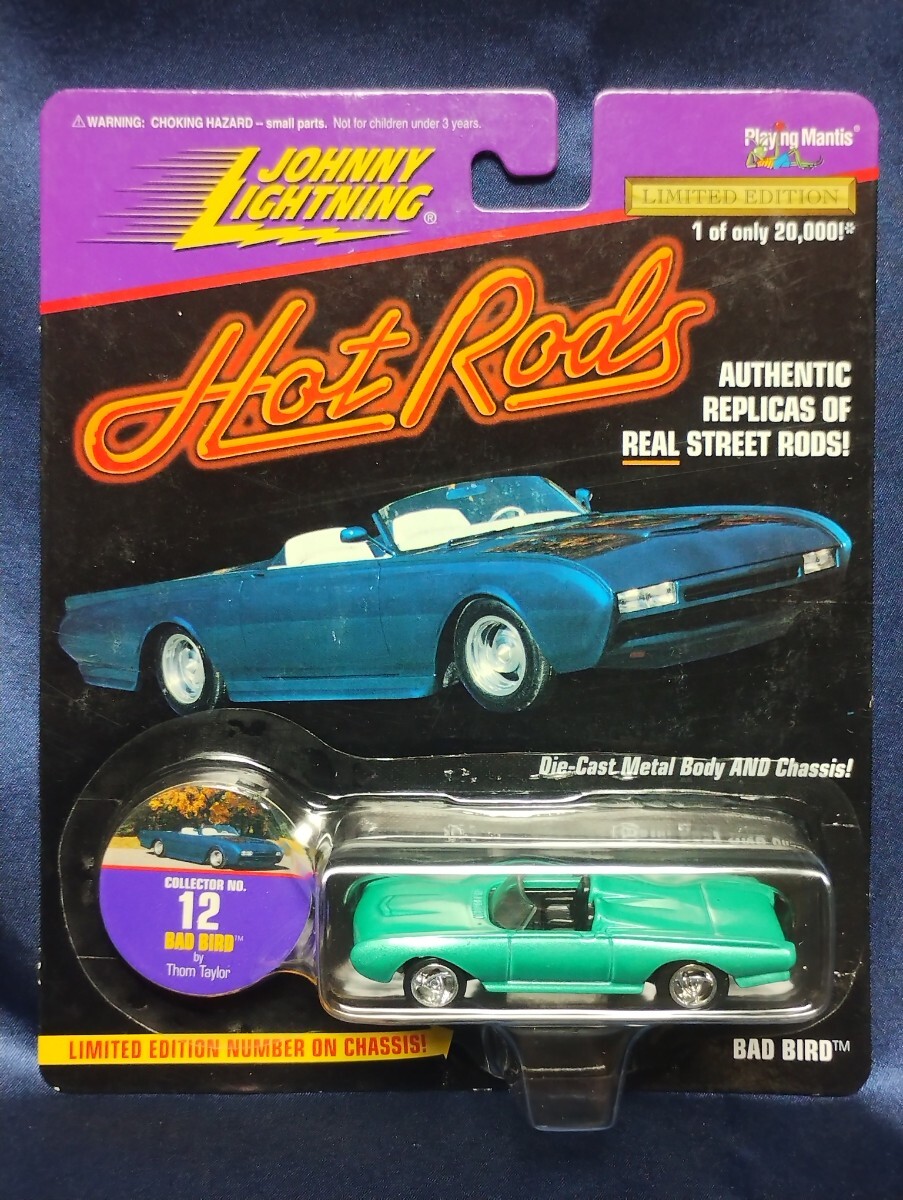 ⚠WARNING: CHOKING HAZARD – small parts. Not for children under 3 years.
Playing Mantis®
JOHNNY
LIGHTNING®
LIMITED EDITION
1 of only 20,000!*
Hot Rods
AUTHENTIC
REPLICAS OF
REAL STREET RODS!
Die-Cast Metal Body AND Chassis!
COLLECTOR NO.
12
BAD BIRD™
by
Thom Taylor
LIMITED EDITION NUMBER ON CHASSIS!
BAD BIRD™